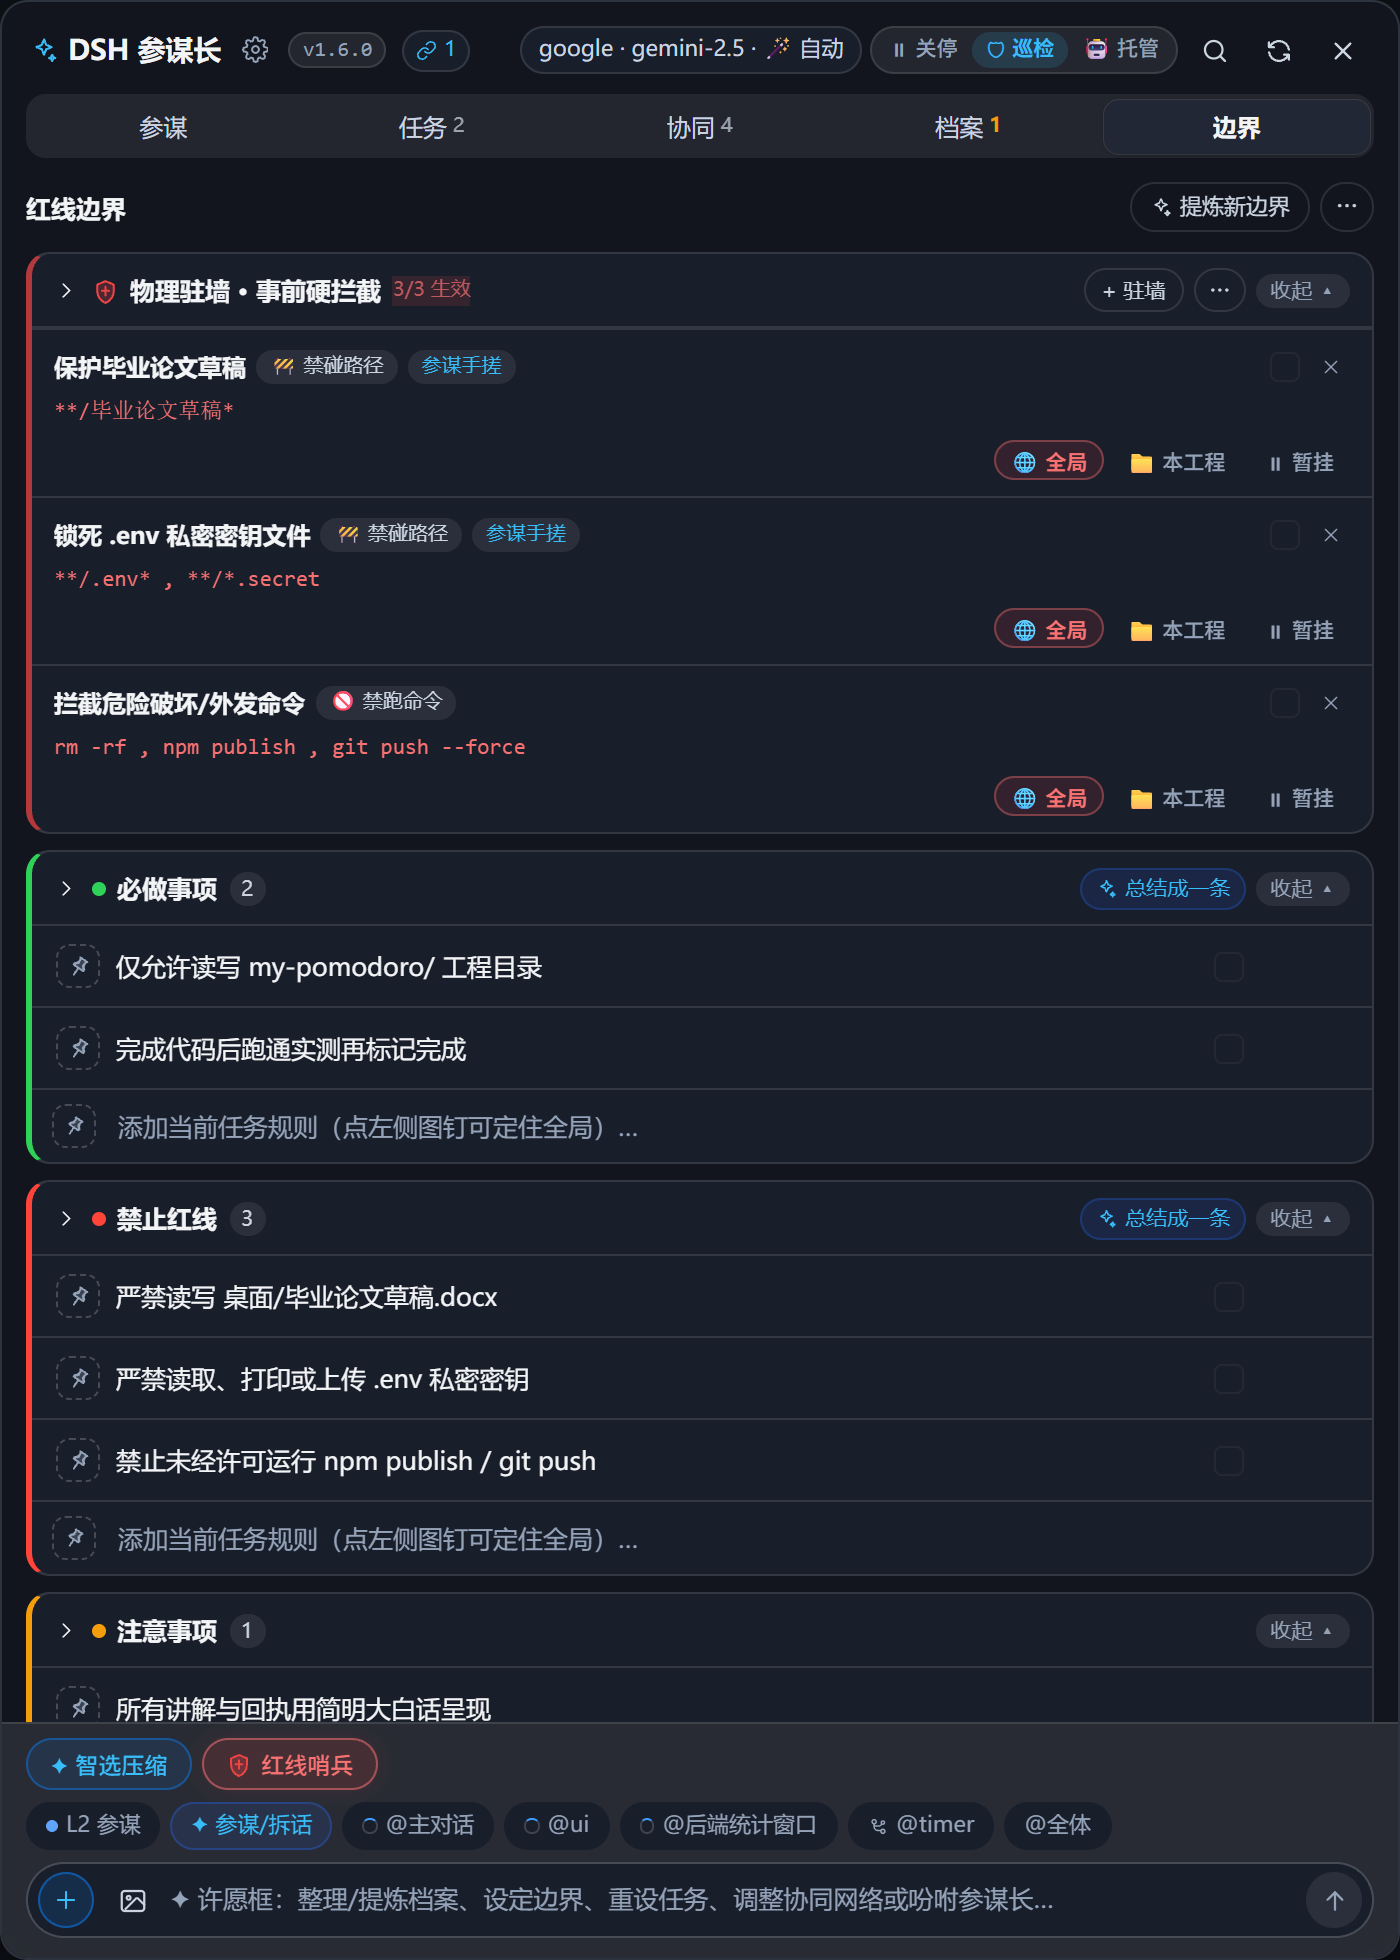 DSH 参谋长 v1.6.0 1 google · gemini-2.5 · 自动 关停 巡检 托管
参谋 任务 2 协同 4 档案 1 边界
红线边界 提炼新边界 ···
物理驻墙 • 事前硬拦截 3/3 生效 + 驻墙 ··· 收起 ▲
保护毕业论文草稿 禁碰路径 参谋手搓
**/毕业论文草稿*
全局 本工程 暂挂
锁死 .env 私密密钥文件 禁碰路径 参谋手搓
**/.env* , **/*.secret
全局 本工程 暂挂
拦截危险破坏/外发命令 禁跑命令
rm -rf , npm publish , git push --force
全局 本工程 暂挂
必做事项 2 总结成一条 收起 ▲
仅允许读写 my-pomodoro/ 工程目录
完成代码后跑通实测再标记完成
添加当前任务规则（点左侧图钉可定住全局）...
禁止红线 3 总结成一条 收起 ▲
严禁读写 桌面/毕业论文草稿.docx
严禁读取、打印或上传 .env 私密密钥
禁止未经许可运行 npm publish / git push
添加当前任务规则（点左侧图钉可定住全局）...
注意事项 1 收起 ▲
所有讲解与回执用简明大白话呈现
✦ 智选压缩 红线哨兵
L2 参谋 ✦ 参谋/拆话 @主对话 @ui @后端统计窗口 @timer @全体
✦ 许愿框：整理/提炼档案、设定边界、重设任务、调整协同网络或吩咐参谋长...